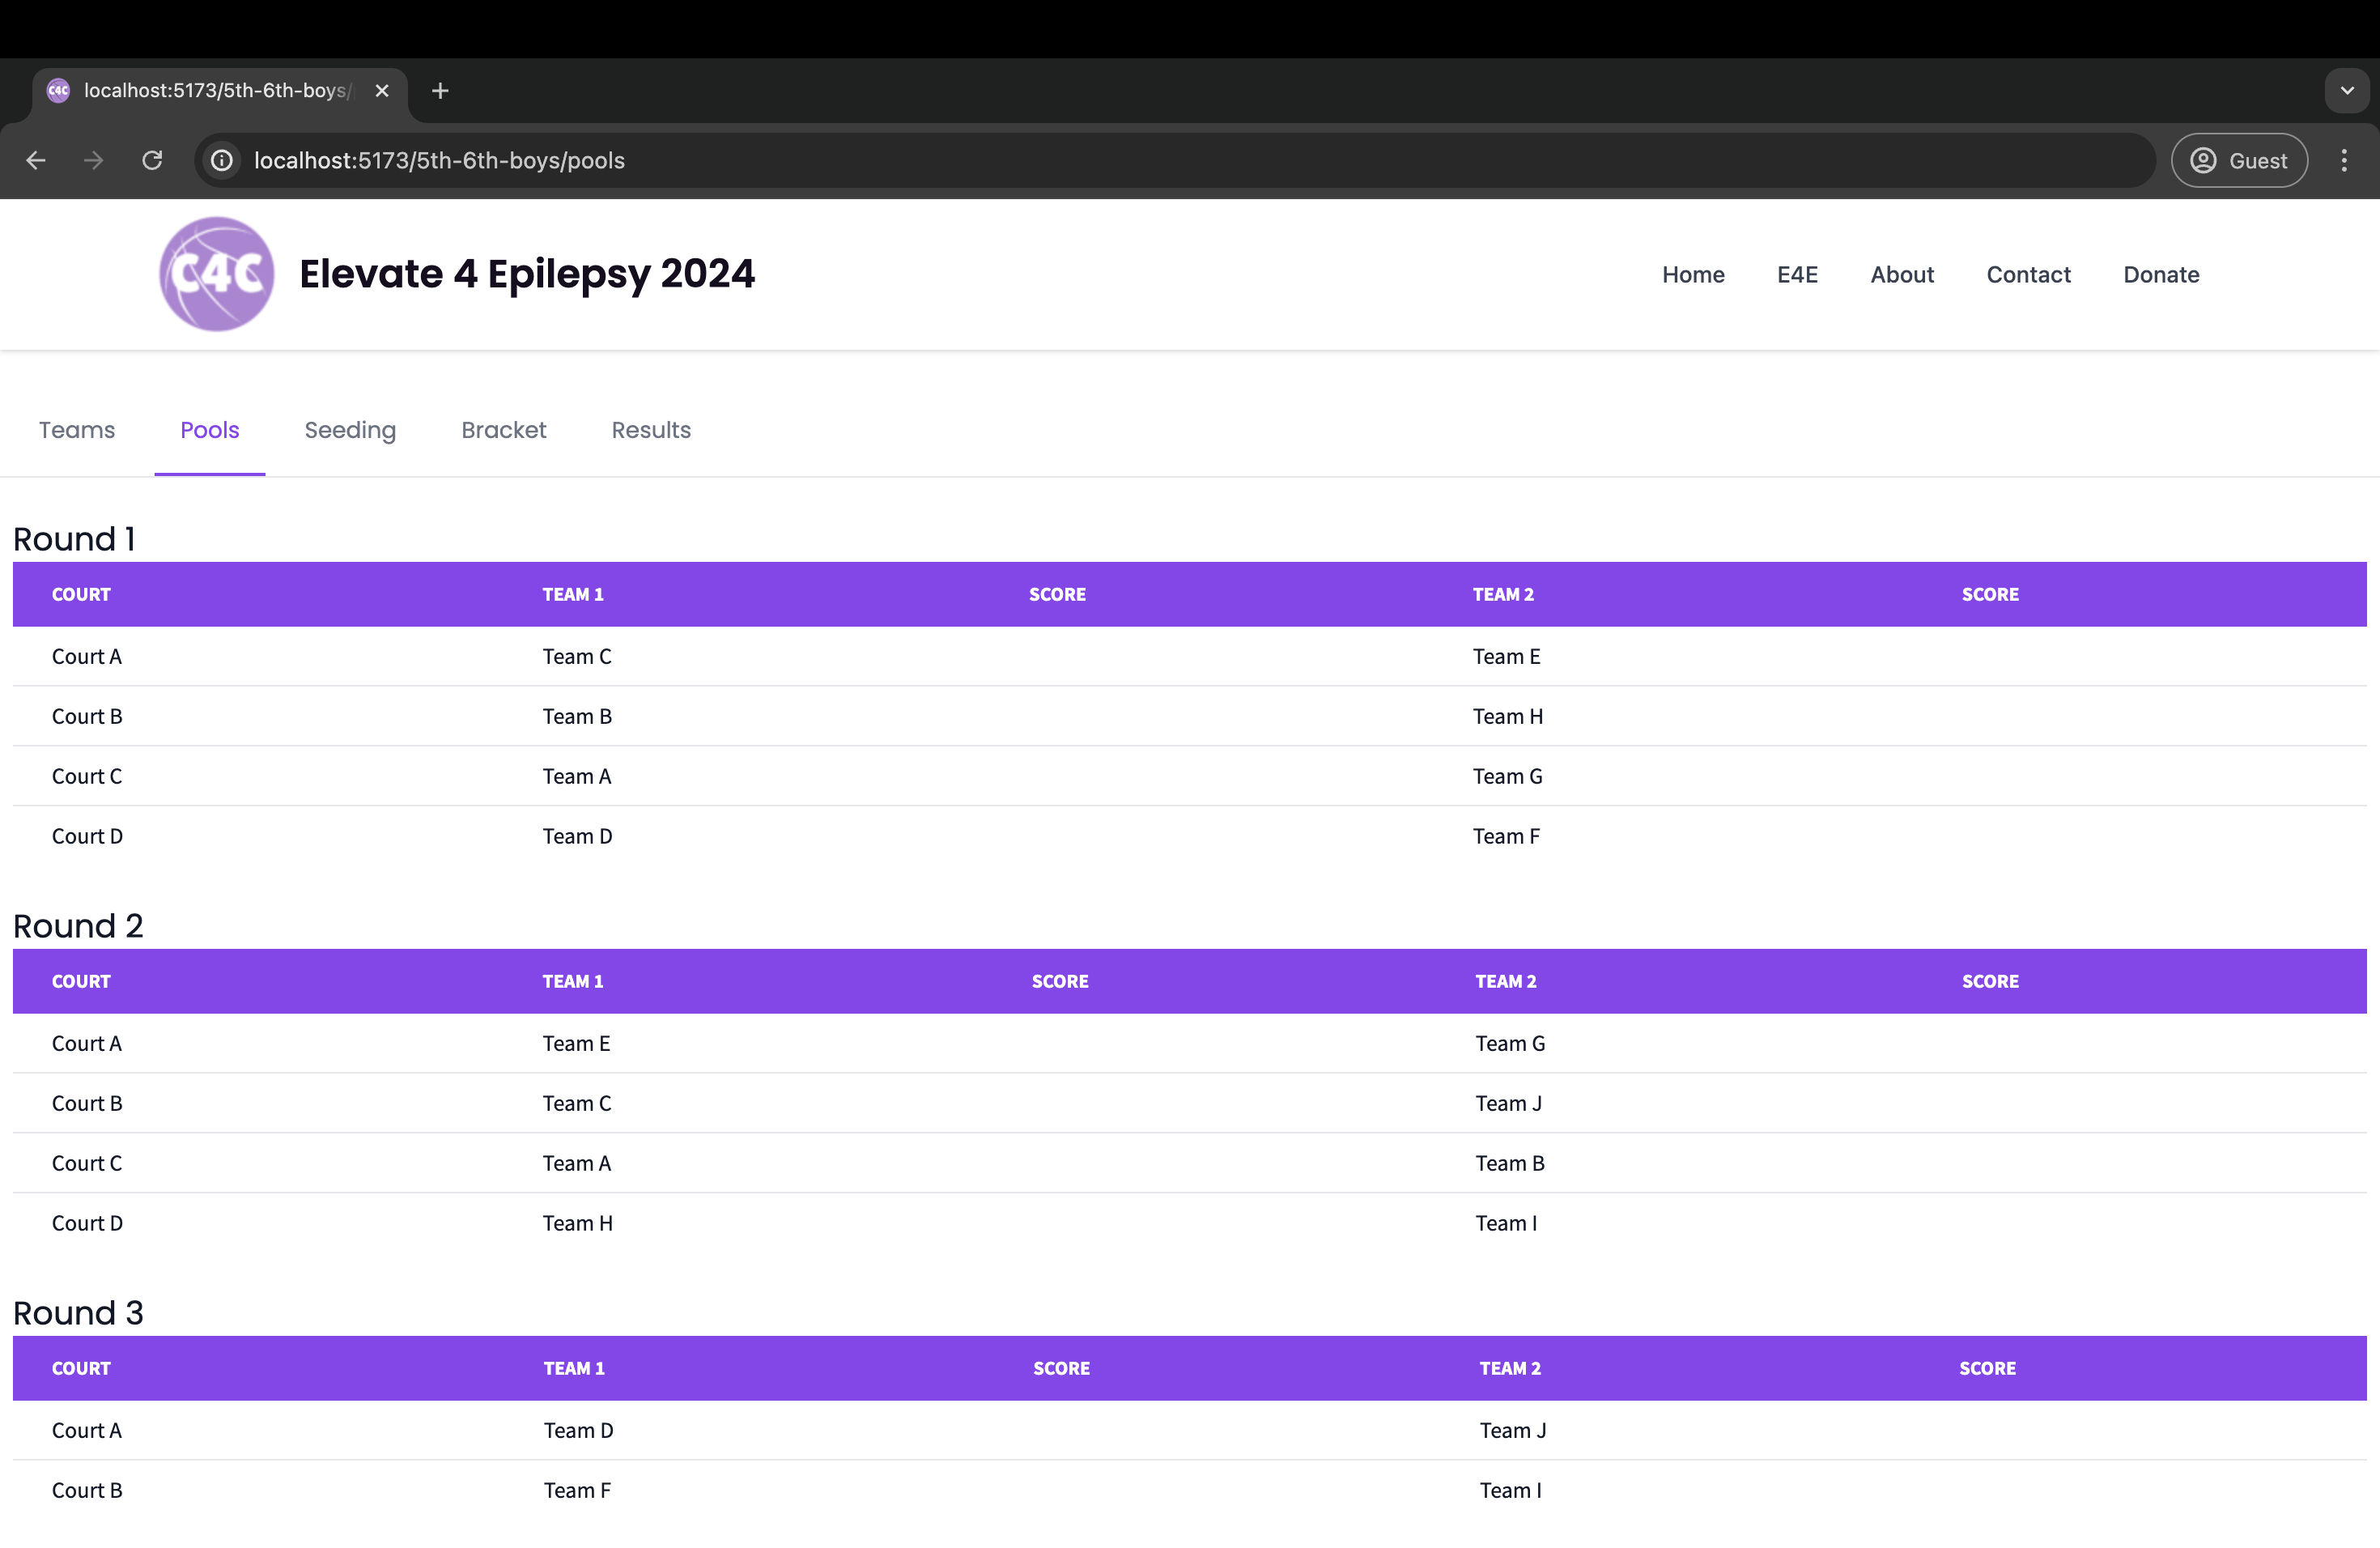 C4C localhost:5173/5th-6th-boys/
localhost:5173/5th-6th-boys/pools Guest
C4C Elevate 4 Epilepsy 2024 Home E4E About Contact Donate
Teams Pools Seeding Bracket Results
Round 1
COURT TEAM 1 SCORE TEAM 2 SCORE
Court A Team C Team E
Court B Team B Team H
Court C Team A Team G
Court D Team D Team F
Round 2
COURT TEAM 1 SCORE TEAM 2 SCORE
Court A Team E Team G
Court B Team C Team J
Court C Team A Team B
Court D Team H Team I
Round 3
COURT TEAM 1 SCORE TEAM 2 SCORE
Court A Team D Team J
Court B Team F Team I